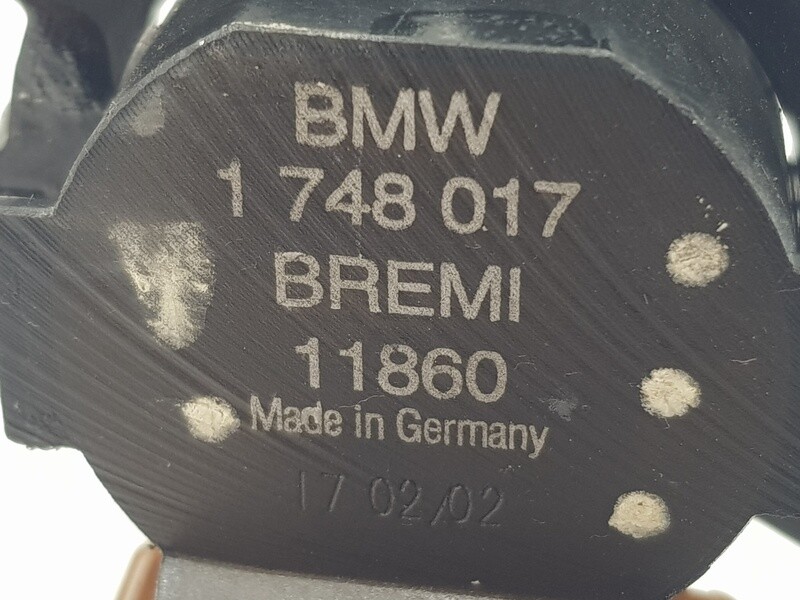 BMW
1 748 017
BREMI
11860
Made in Germany
17 02/02